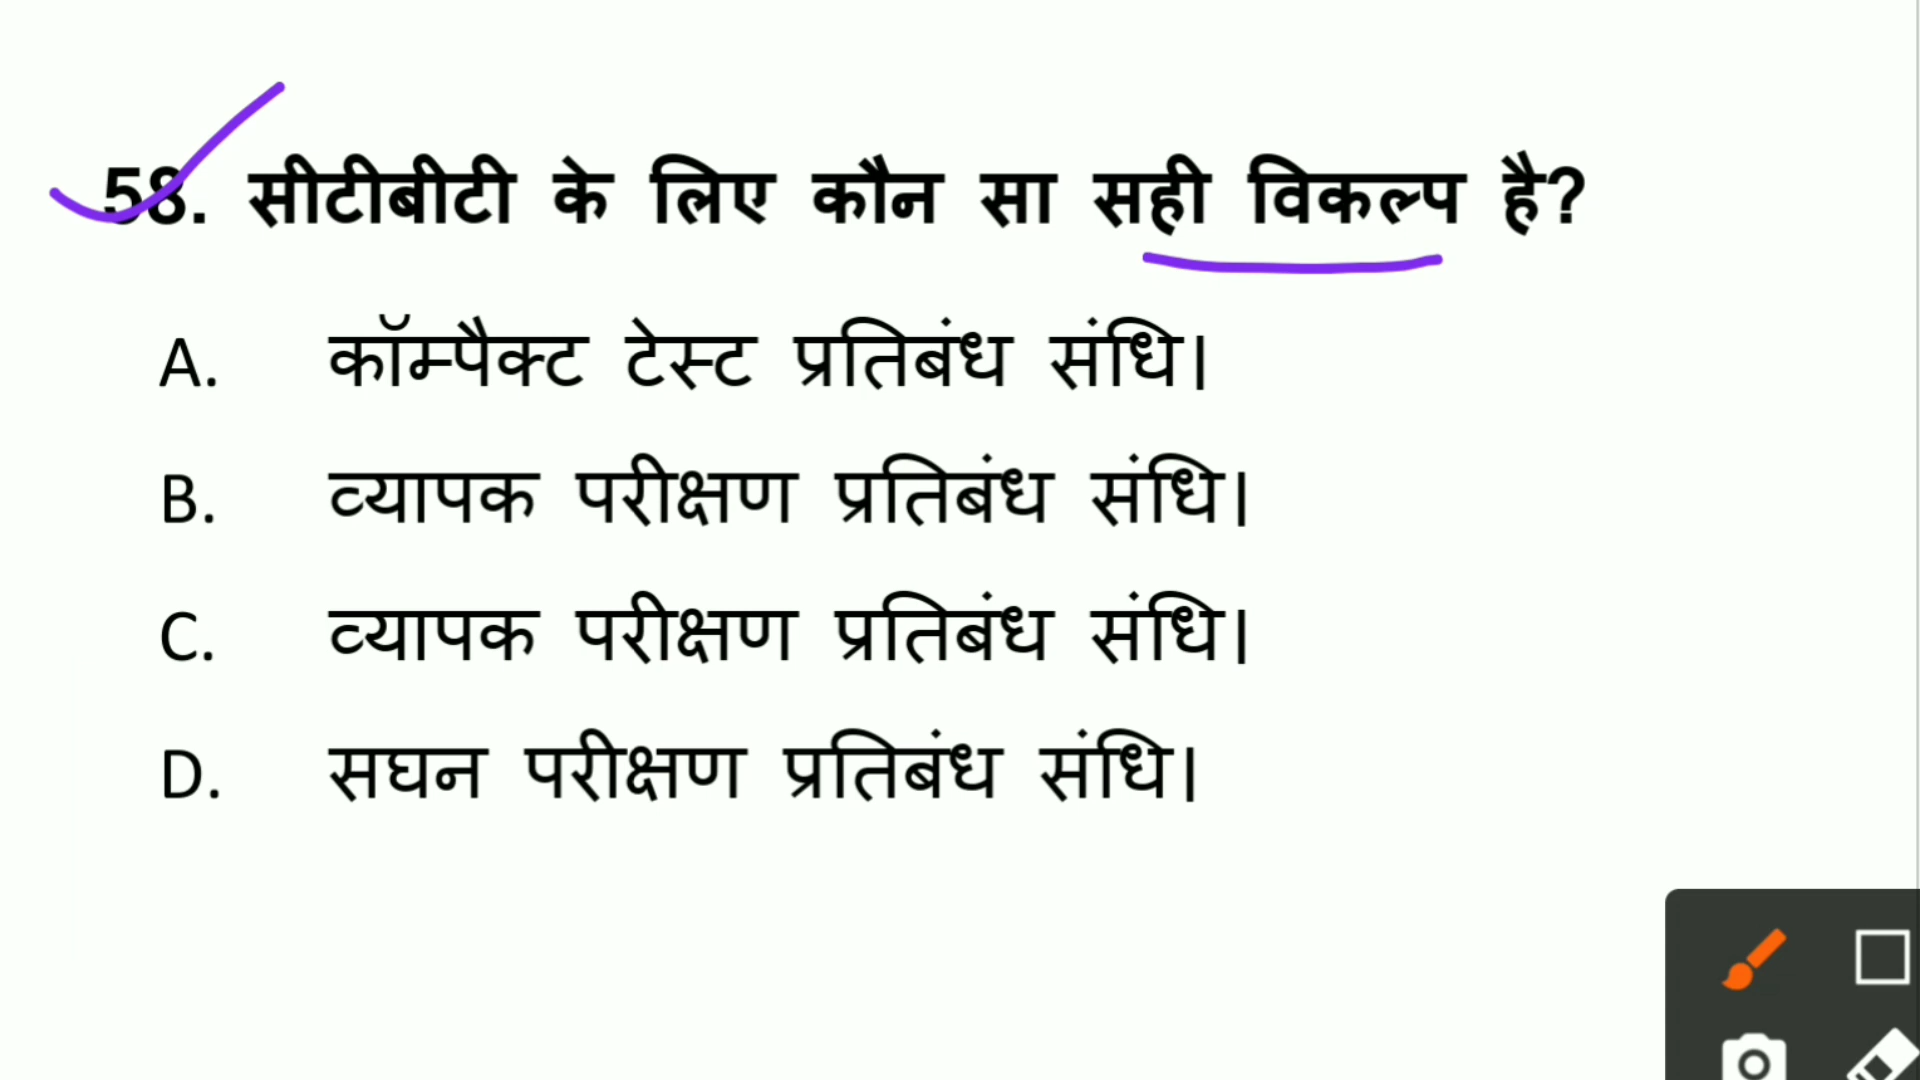 58. सीटीबीटी के लिए कौन सा सही विकल्प है?
A. कॉम्पैक्ट टेस्ट प्रतिबंध संधि।
B. व्यापक परीक्षण प्रतिबंध संधि।
C. व्यापक परीक्षण प्रतिबंध संधि।
D. सघन परीक्षण प्रतिबंध संधि।